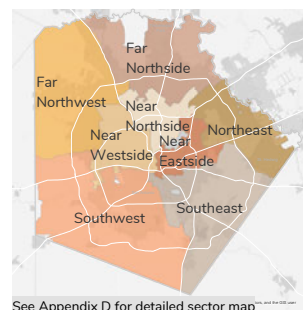 Far
Northside
Far
Northwest
Near
Northside
Northeast
Near
Westside
Near
Eastside
Southwest
Southeast
See Appendix D for detailed sector map